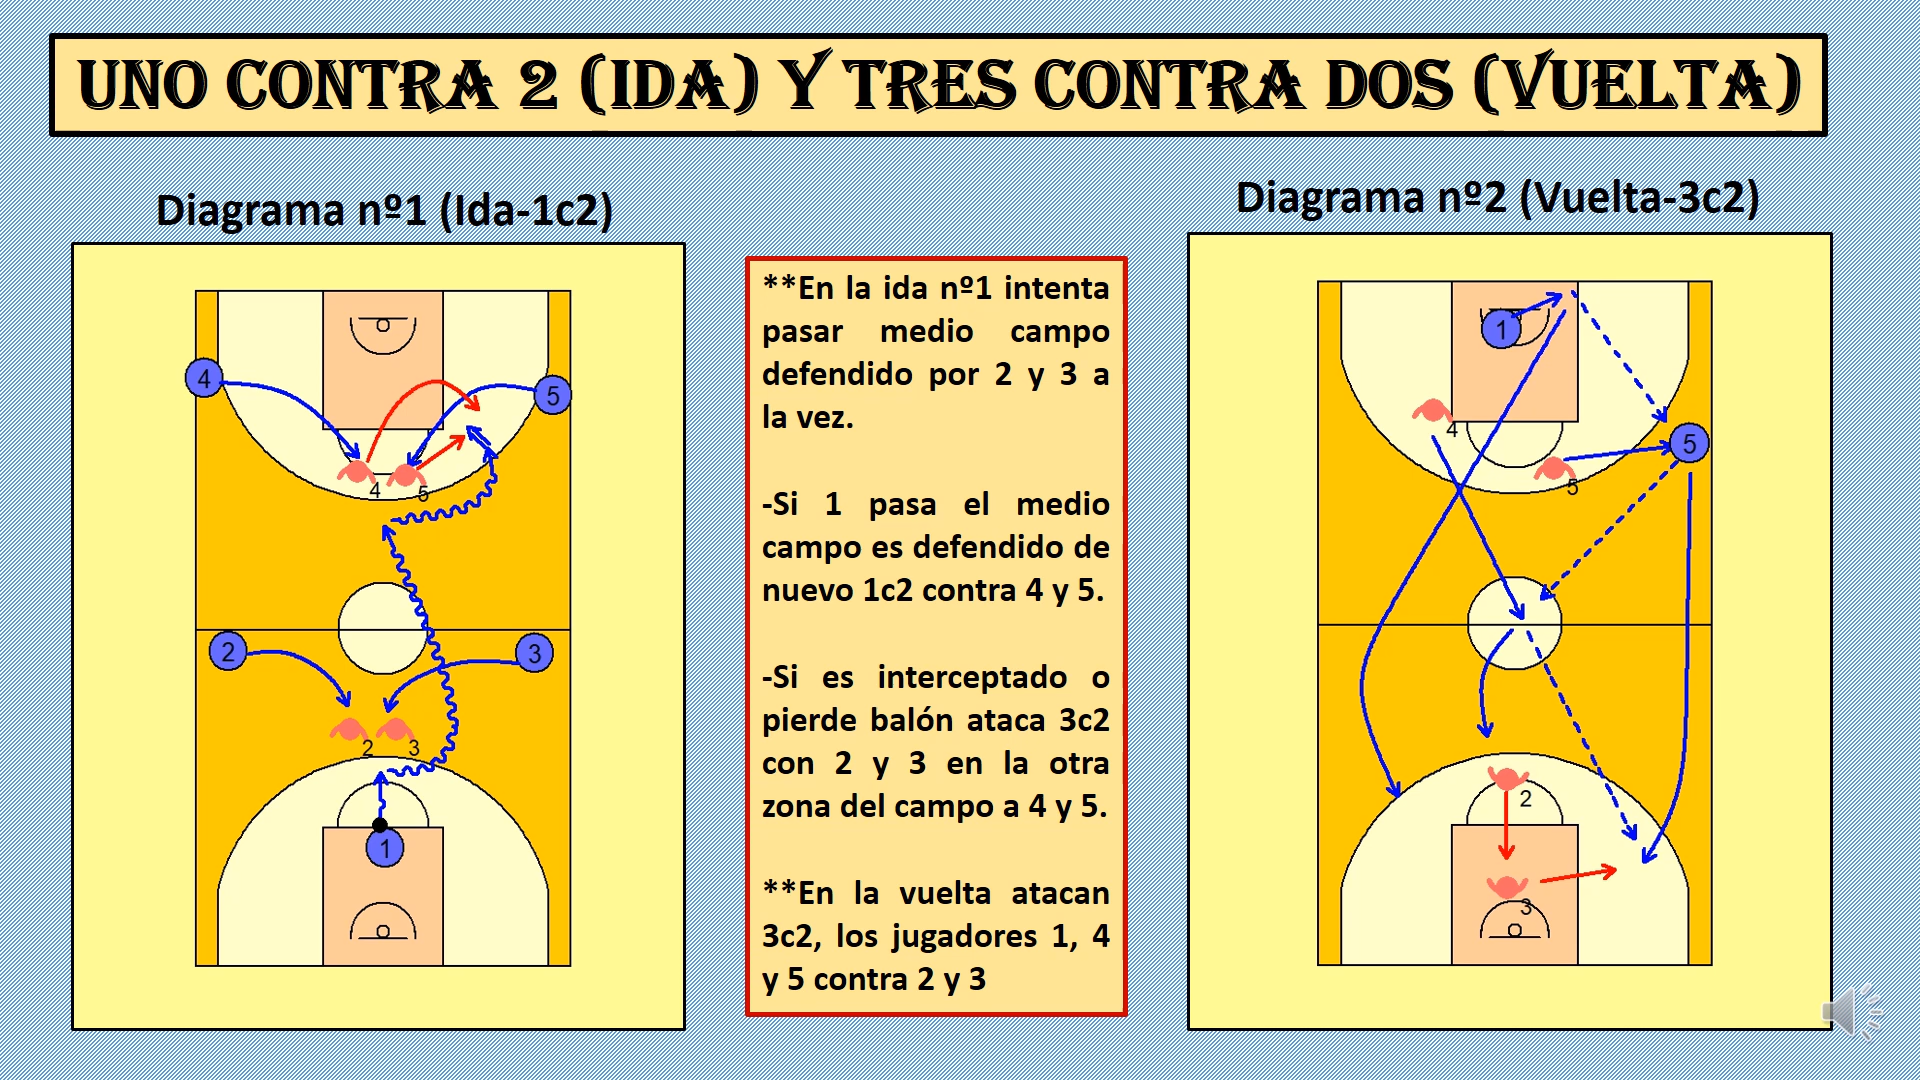 UNO CONTRA 2 (IDA) Y TRES CONTRA DOS (VUELTA)
Diagrama nº1 (Ida-1c2)
4
5
4
5
2
3
2
3
1
**En la ida nº1 intenta
pasar medio campo
defendido por 2 y 3 a
la vez.
-Si 1 pasa el medio
campo es defendido de
nuevo 1c2 contra 4 y 5.
-Si es interceptado o
pierde balón ataca 3c2
con 2 y 3 en la otra
zona del campo a 4 y 5.
**En la vuelta atacan
3c2, los jugadores 1, 4
y 5 contra 2 y 3
Diagrama nº2 (Vuelta-3c2)
1
4
5
5
2
3